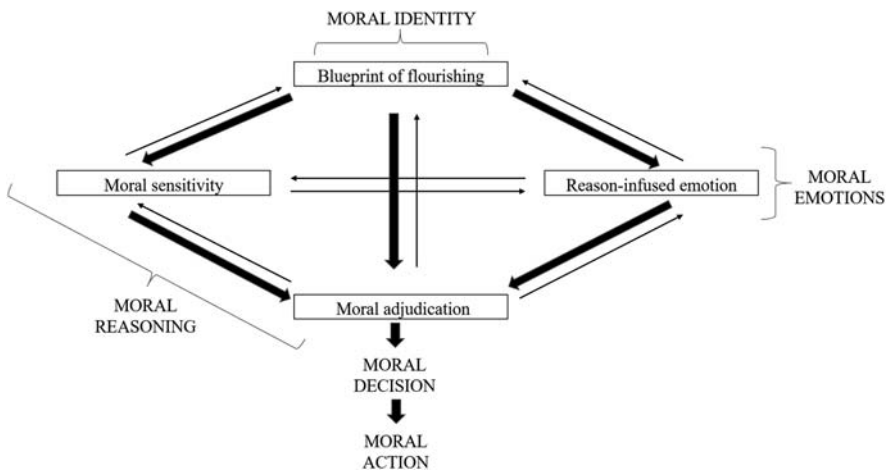 MORAL IDENTITY
Blueprint of flourishing
Moral sensitivity
Reason-infused emotion
MORAL
EMOTIONS
MORAL
REASONING
Moral adjudication
MORAL
DECISION
MORAL
ACTION